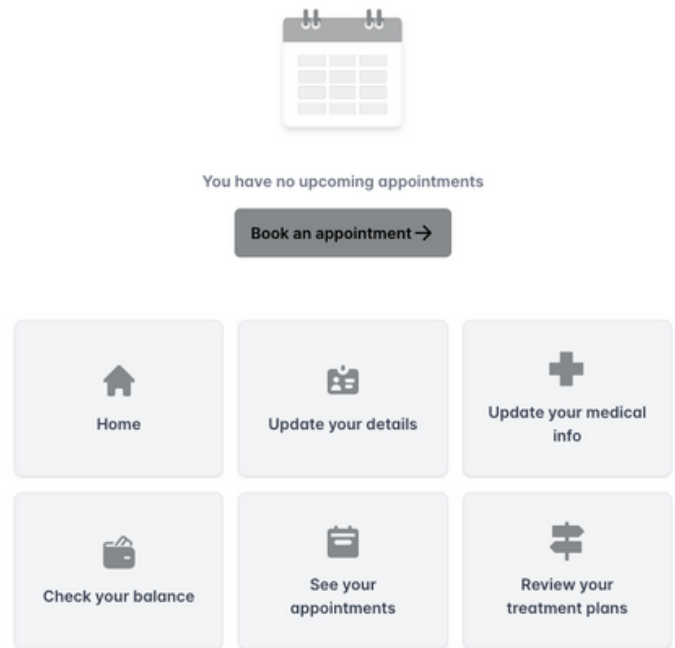 You have no upcoming appointments
Book an appointment
Home
Update your details
Update your medical
info
Check your balance
See your
appointments
Review your
treatment plans